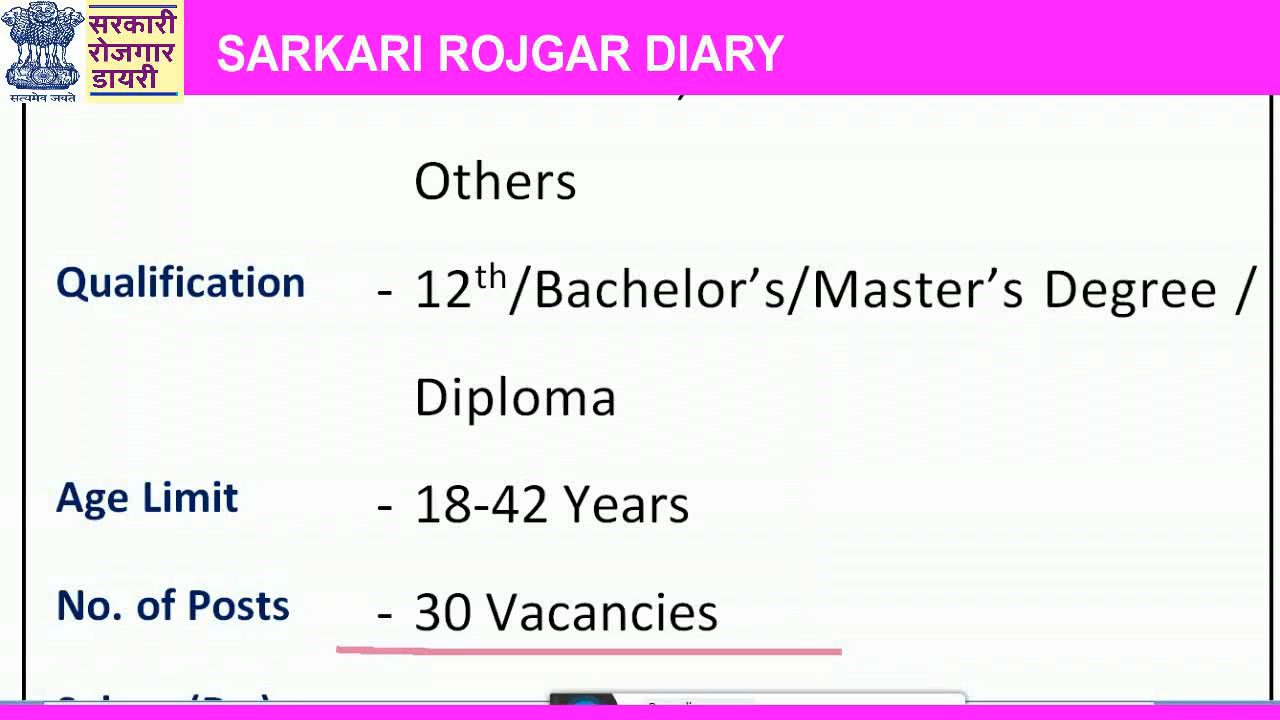 सरकारी
रोजगार
डायरी
सत्यमेव जयते
SARKARI ROJGAR DIARY
Others
Qualification - 12th/Bachelor’s/Master’s Degree /
Diploma
Age Limit - 18-42 Years
No. of Posts - 30 Vacancies